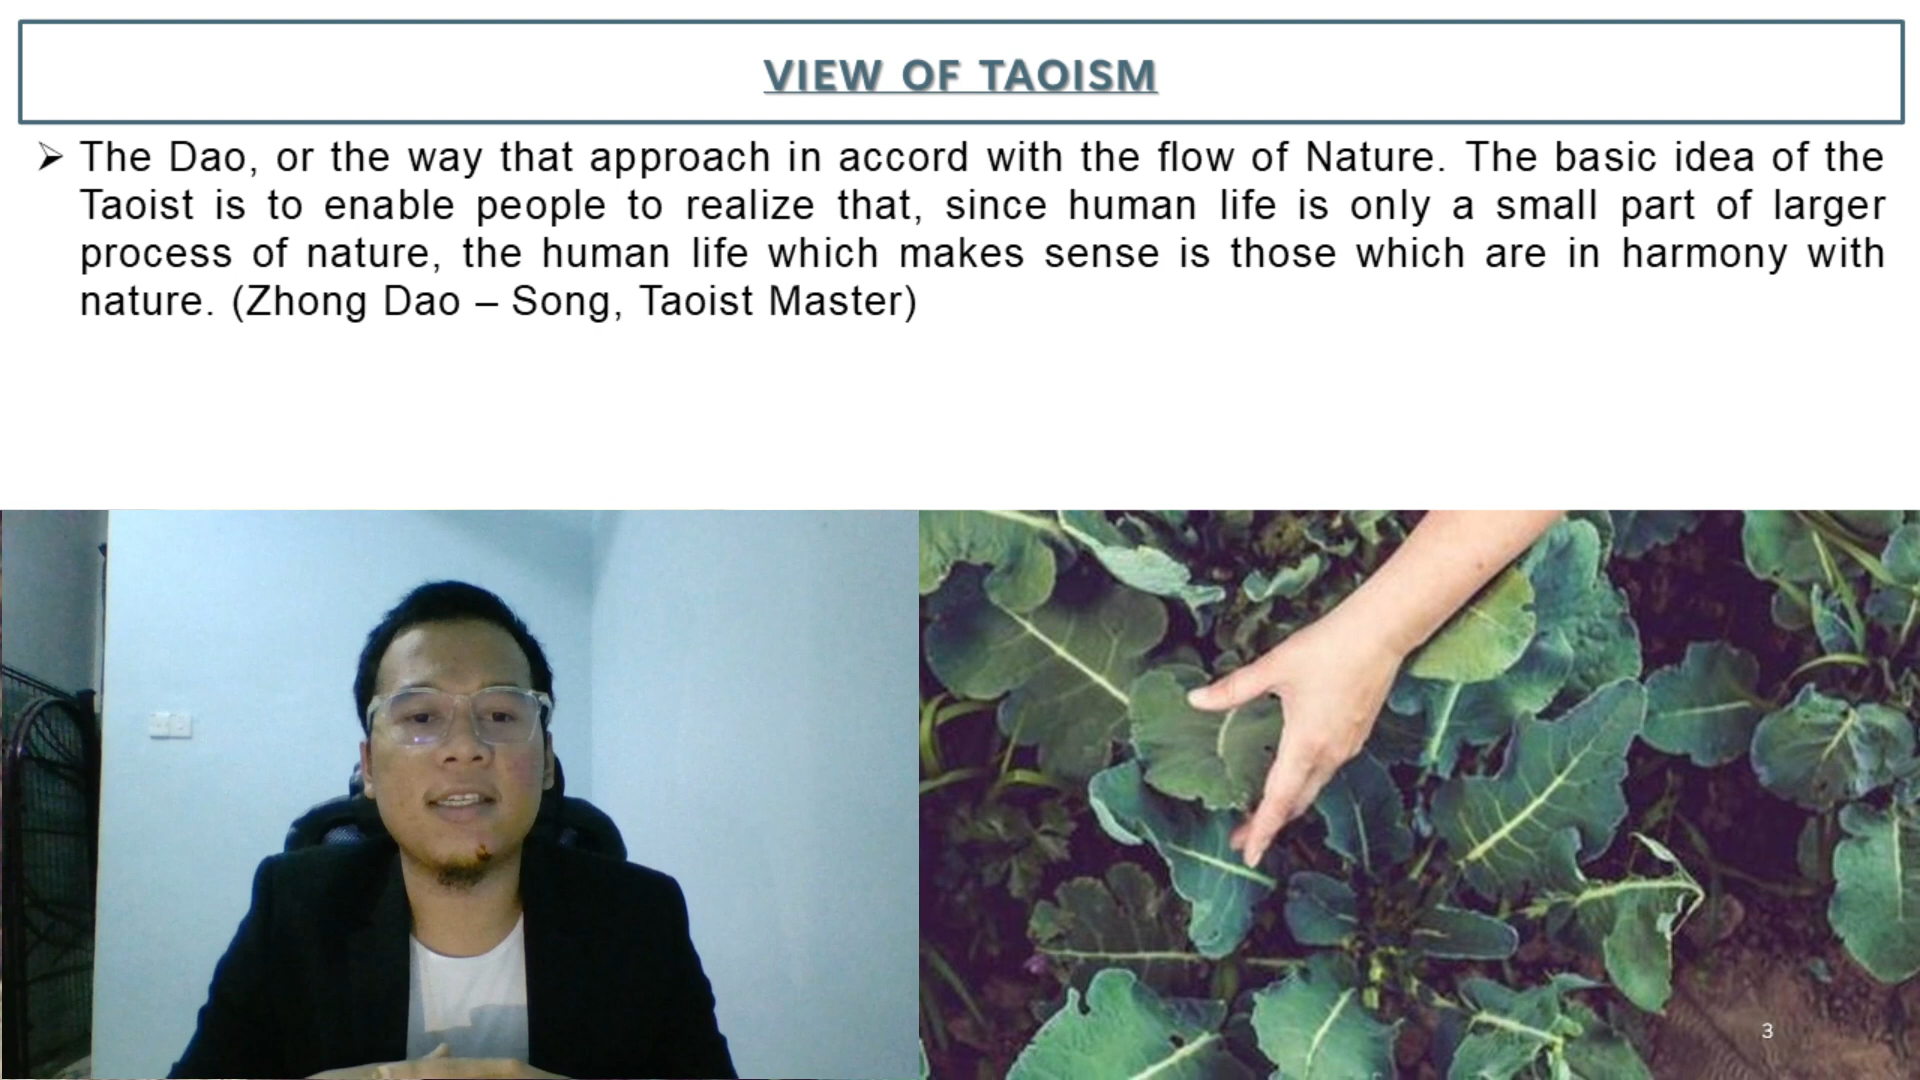 VIEW OF TAOISM
➢ The Dao, or the way that approach in accord with the flow of Nature. The basic idea of the
Taoist is to enable people to realize that, since human life is only a small part of larger
process of nature, the human life which makes sense is those which are in harmony with
nature. (Zhong Dao – Song, Taoist Master)
3